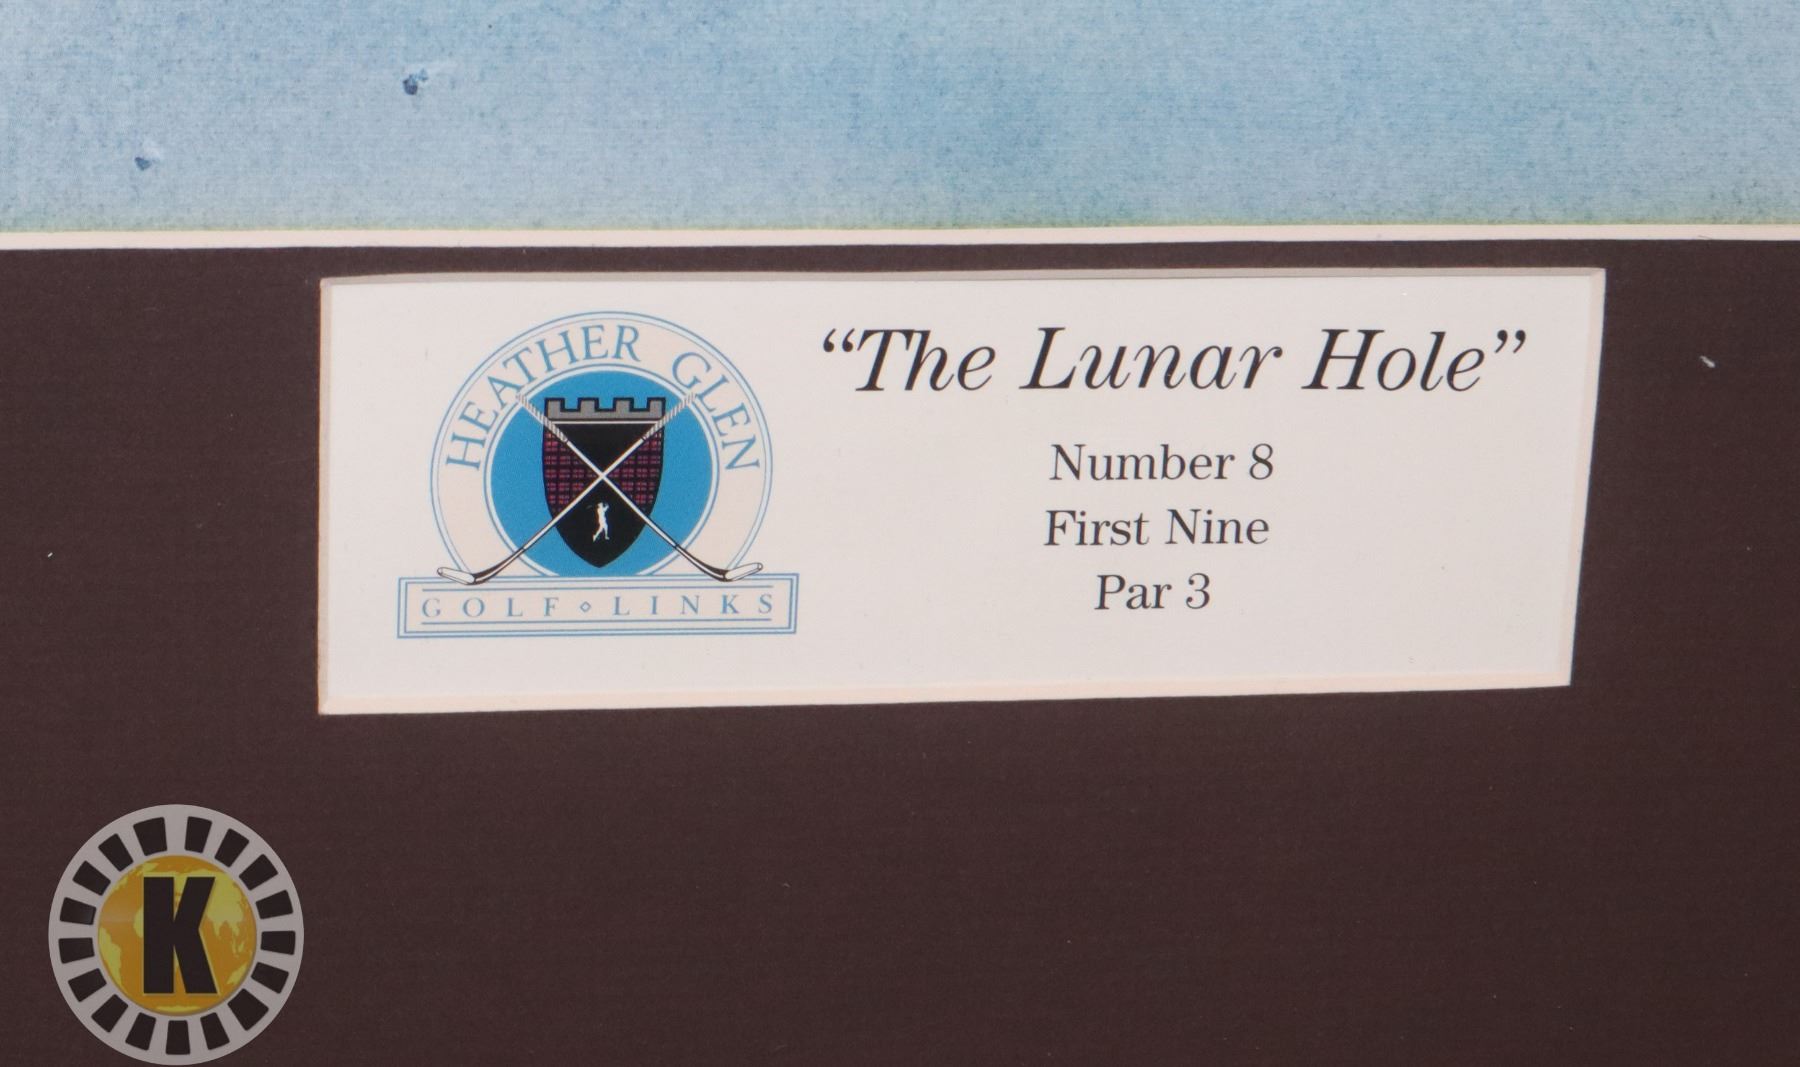 HEATHER GLEN
GOLF ◇ LINKS
“The Lunar Hole”
Number 8
First Nine
Par 3
K